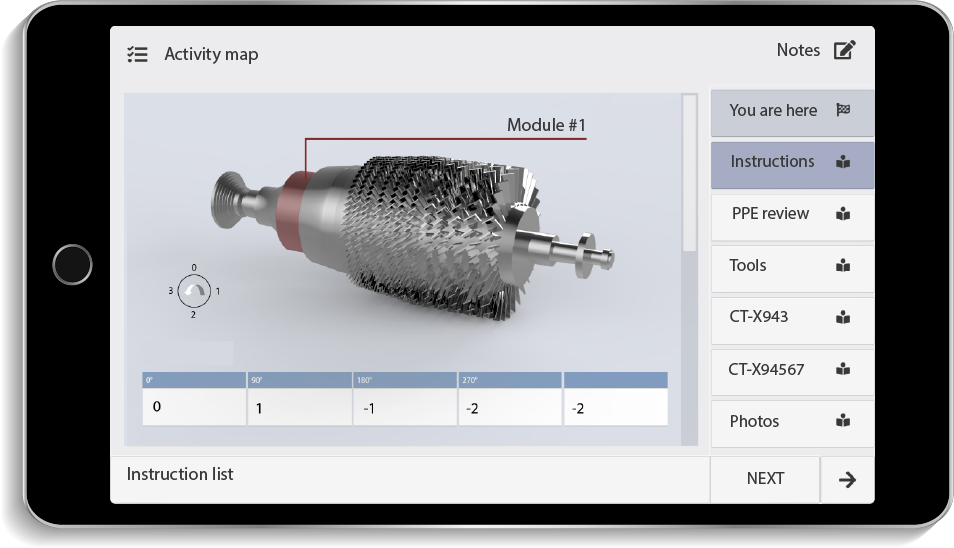 Activity map
Notes
Module #1
You are here
Instructions
PPE review
Tools
CT-X943
CT-X94567
Photos
0
3 1
2
0° 90° 180° 270°
0 1 -1 -2 -2
Instruction list
NEXT